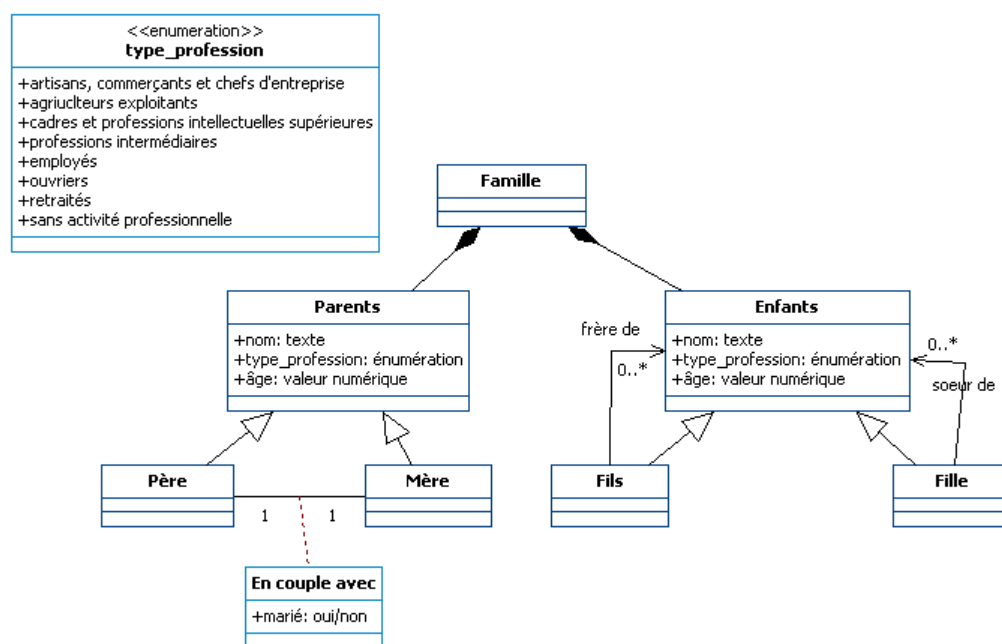 <<enumeration>>
type_profession
+artisans, commerçants et chefs d'entreprise
+agriuclteurs exploitants
+cadres et professions intellectuelles supérieures
+professions intermédiaires
+employés
+ouvriers
+retraités
+sans activité professionnelle
Famille
Parents
+nom: texte
+type_profession: énumération
+âge: valeur numérique
Enfants
+nom: texte
+type_profession: énumération
+âge: valeur numérique
frère de
0..*
0..*
soeur de
Père
Mère
1
1
Fils
Fille
En couple avec
+marié: oui/non